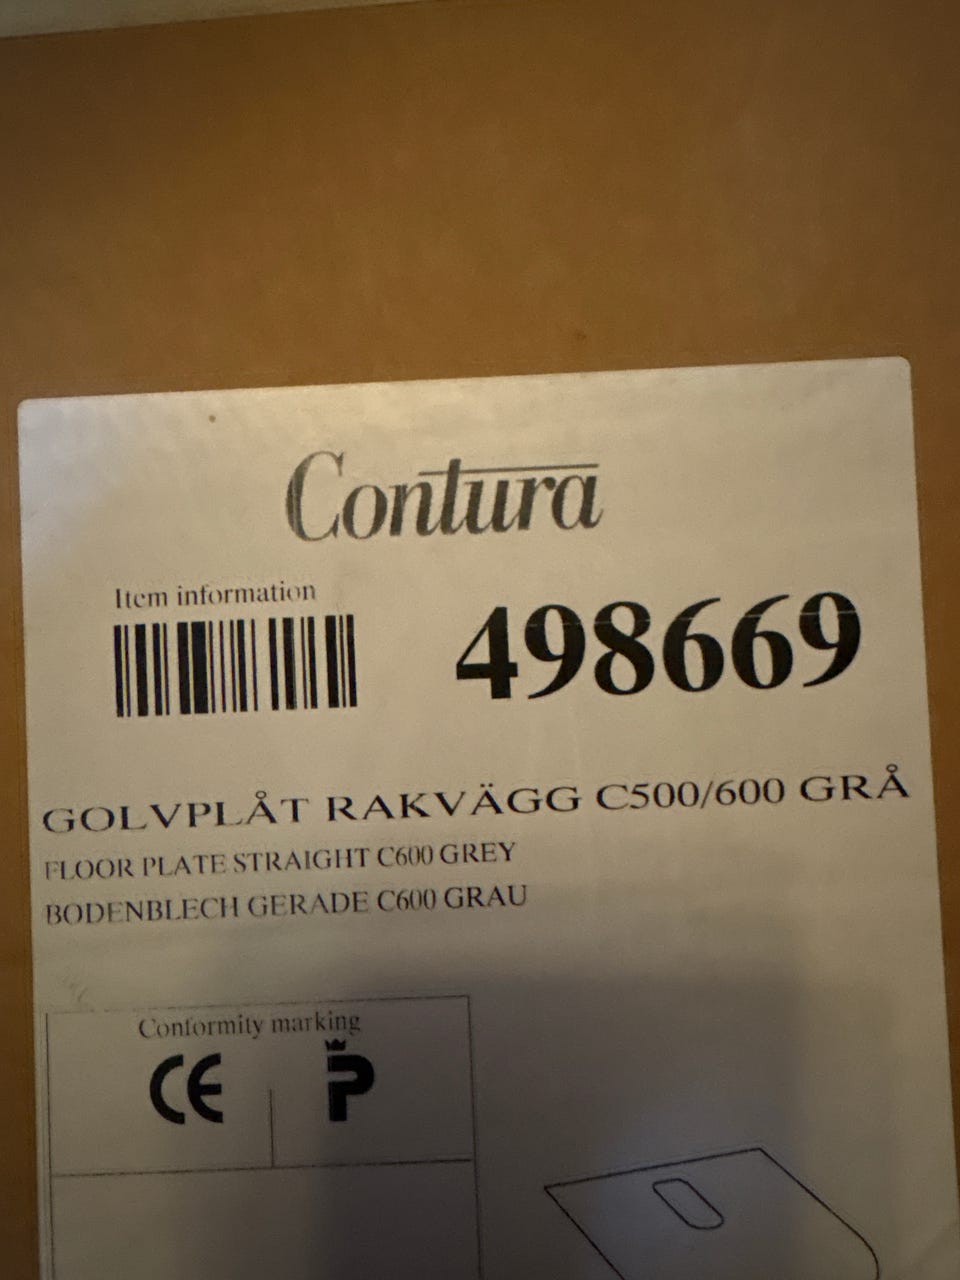 Contura
Item information
498669
GOLVPLÅT RAKVÄGG C500/600 GRÅ
FLOOR PLATE STRAIGHT C600 GREY
BODENBLECH GERADE C600 GRAU
Conformity marking
CE P